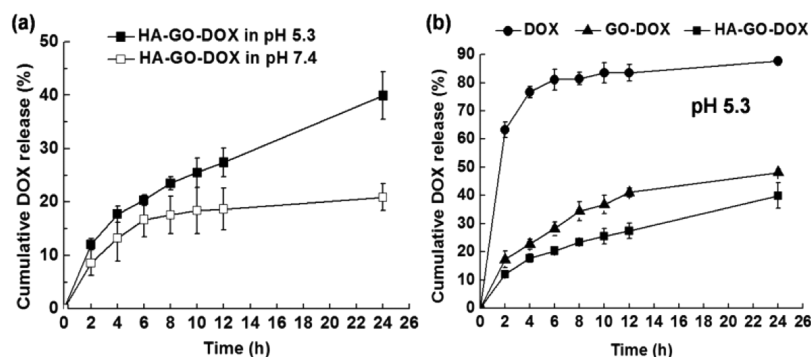 (a)
HA-GO-DOX in pH 5.3
HA-GO-DOX in pH 7.4
Cumulative DOX release (%)
50
40
30
20
10
0
0 2 4 6 8 10 12 14 16 18 20 22 24 26
Time (h)
(b)
DOX GO-DOX HA-GO-DOX
pH 5.3
Cumulative DOX release (%)
90
80
70
60
50
40
30
20
10
0
0 2 4 6 8 10 12 14 16 18 20 22 24 26
Time (h)